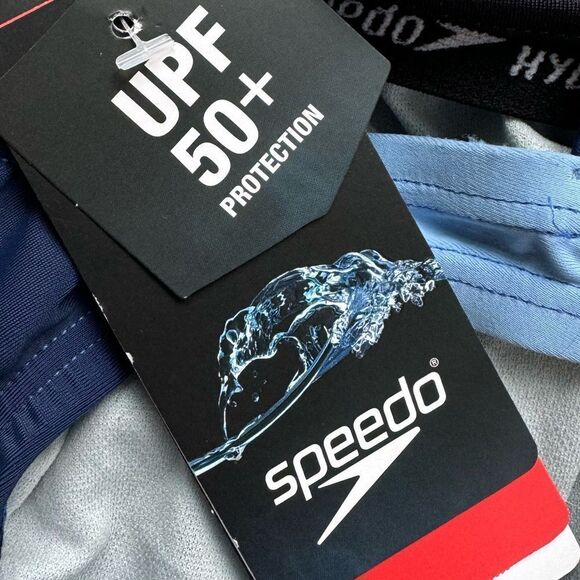 UPF
50+
PROTECTION
speedo®